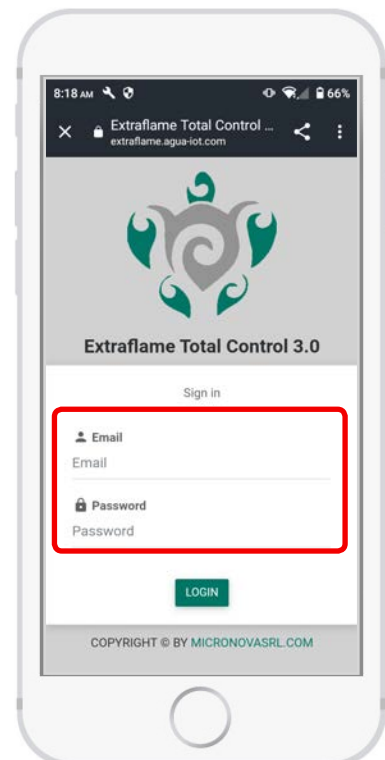 8:18 AM 66%
Extraflame Total Control ...
extraflame.agua-iot.com
Extraflame Total Control 3.0
Sign in
Email
Email
Password
Password
LOGIN
COPYRIGHT © BY MICRONOVASRL.COM